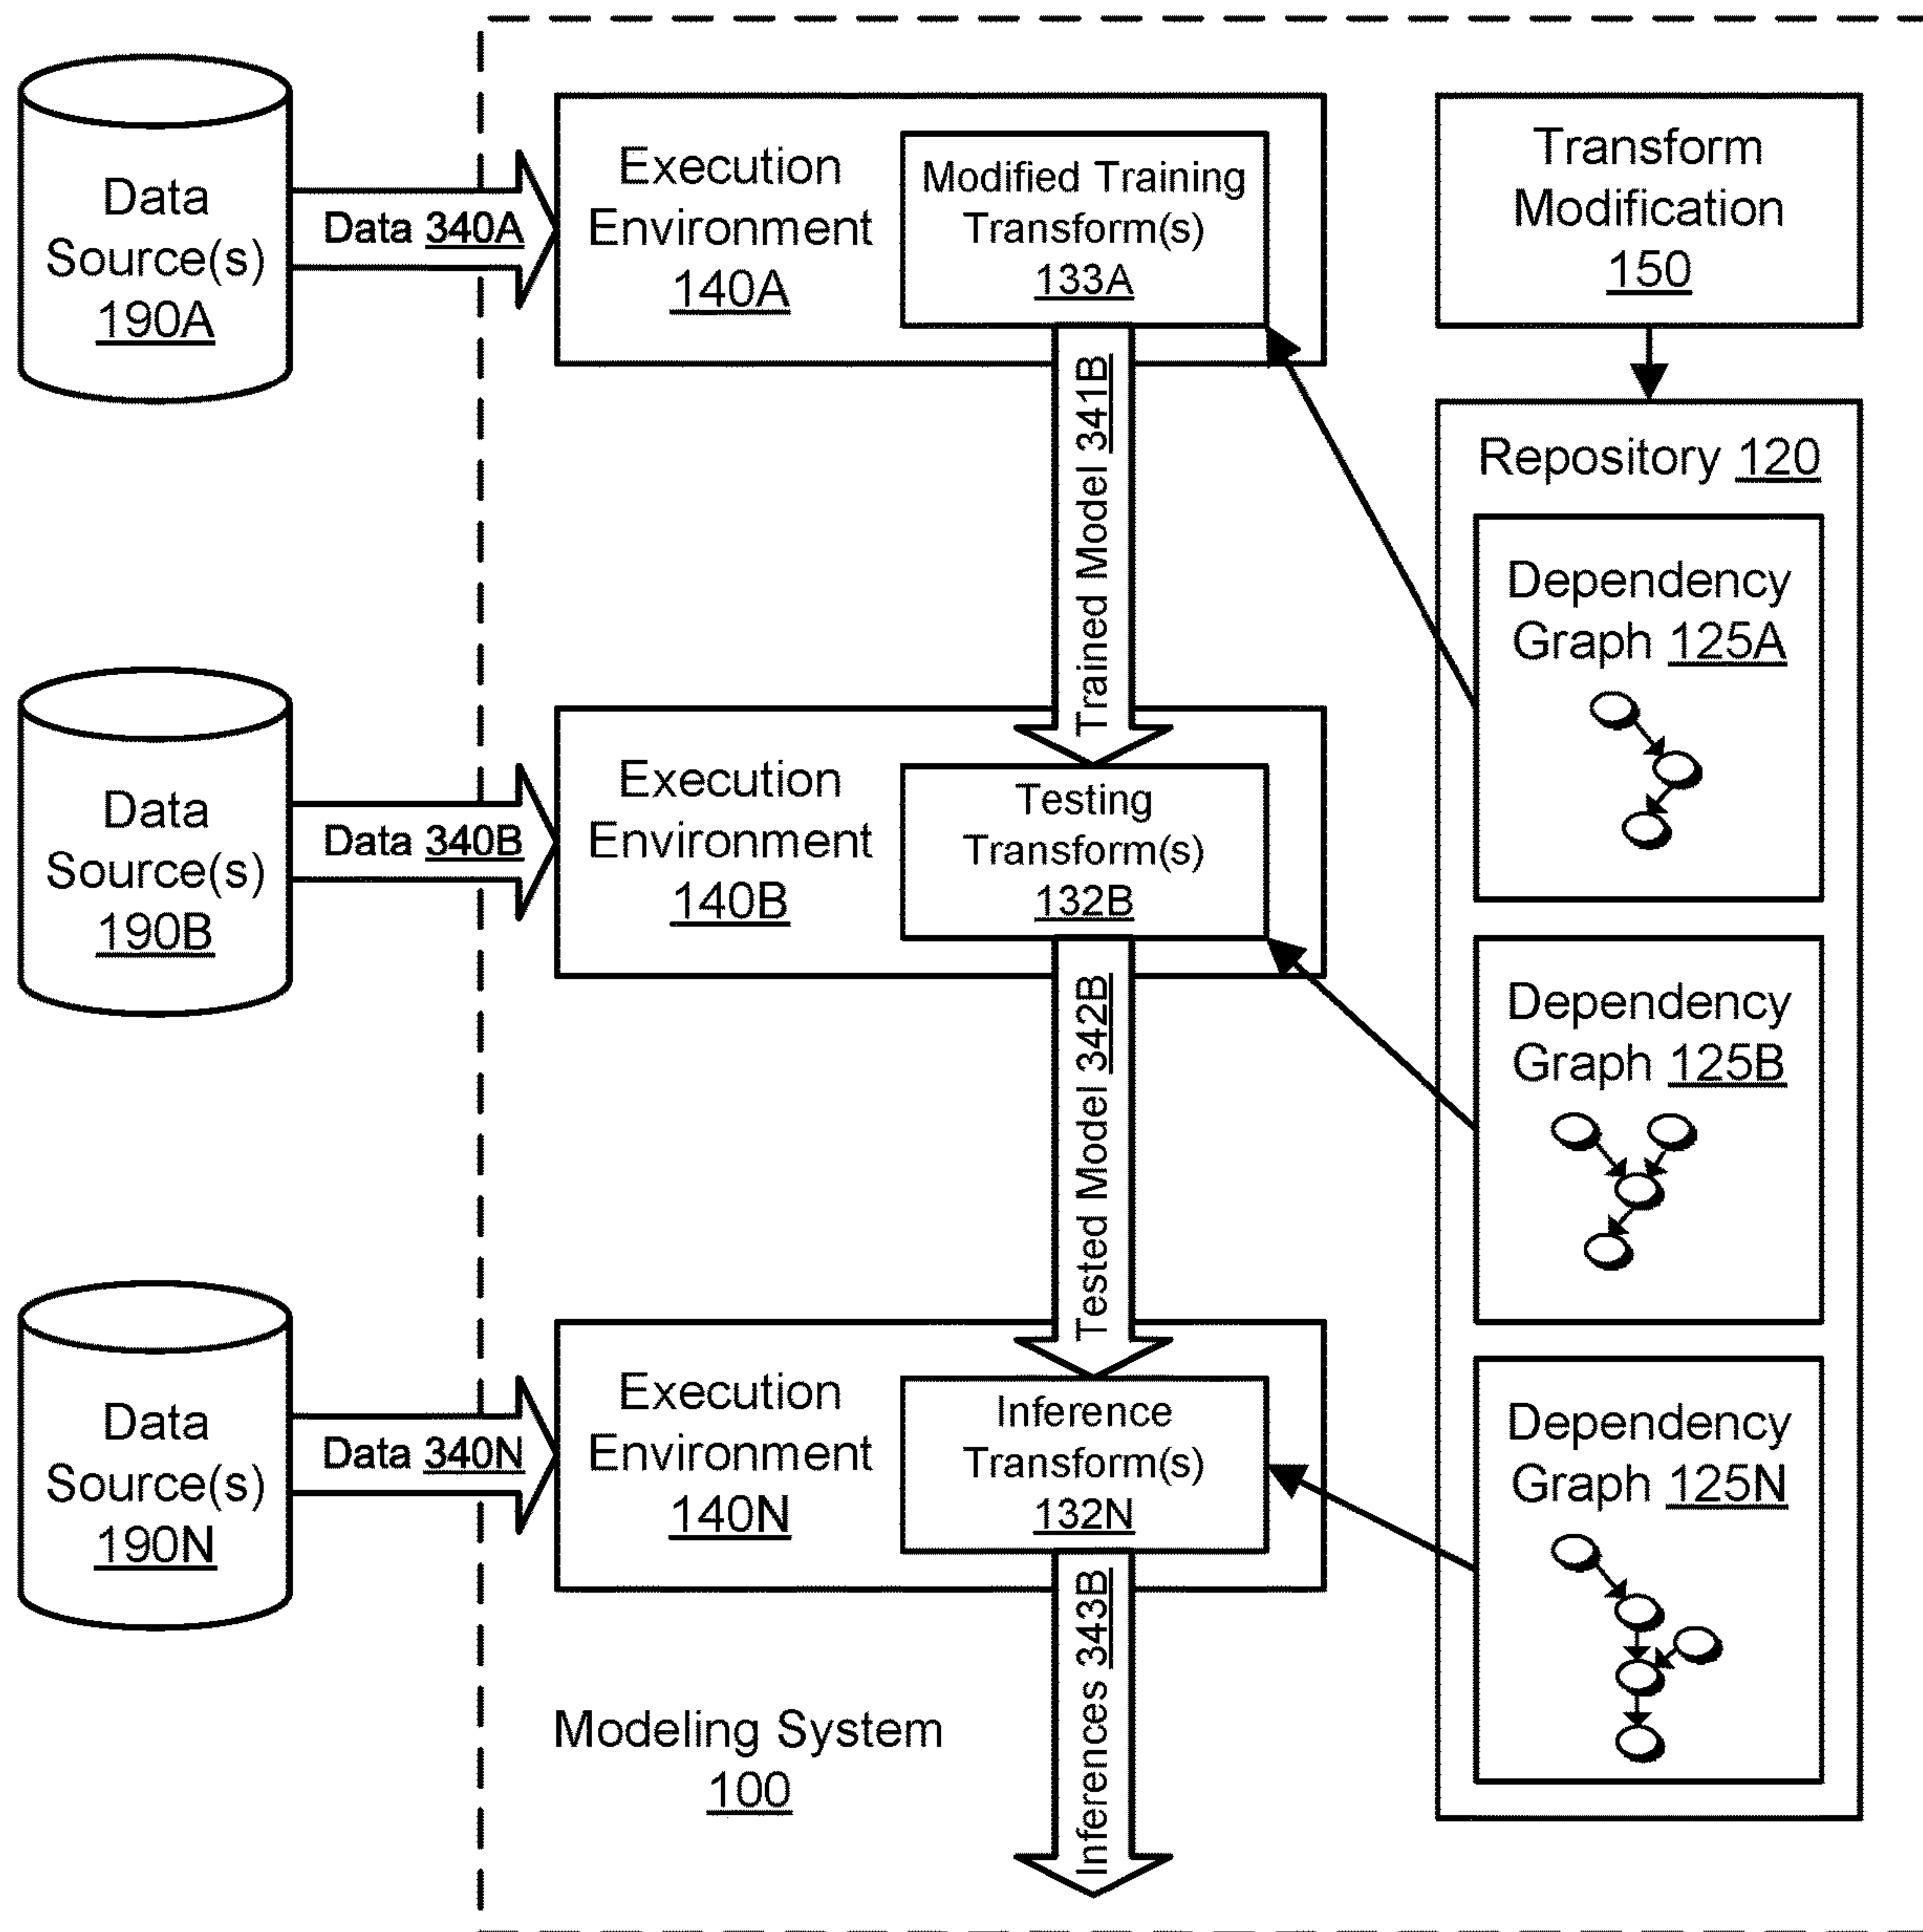 Data
Source(s)
190A
Data 340A
Execution
Environment
140A
Modified Training
Transform(s)
133A
Transform
Modification
150
Trained Model 341B
Repository 120
Dependency
Graph 125A
Data
Source(s)
190B
Data 340B
Execution
Environment
140B
Testing
Transform(s)
132B
Tested Model 342B
Dependency
Graph 125B
Data
Source(s)
190N
Data 340N
Execution
Environment
140N
Inference
Transform(s)
132N
Inferences 343B
Dependency
Graph 125N
Modeling System
100